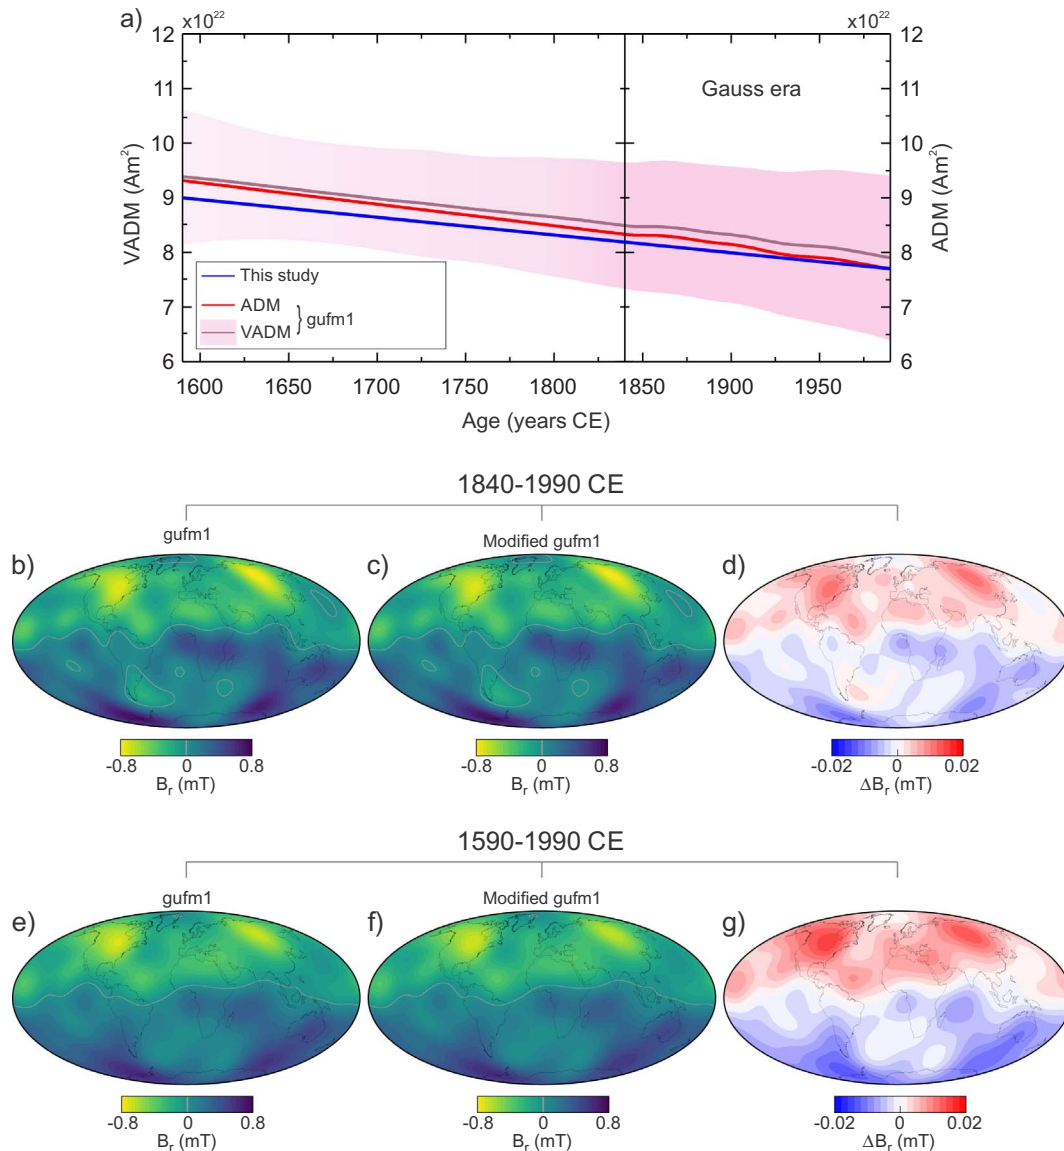 a)
x10²²
x10²²
12
11
10
9
8
7
6
VADM (Am²)
Gauss era
12
11
10
9
8
7
6
ADM (Am²)
This study
ADM
VADM
} gufm1
1600 1650 1700 1750 1800 1850 1900 1950
Age (years CE)
1840-1990 CE
gufm1
Modified gufm1
b) c) d)
-0.8 0 0.8
Bᵣ (mT)
-0.8 0 0.8
Bᵣ (mT)
-0.02 0 0.02
ΔBᵣ (mT)
1590-1990 CE
gufm1
Modified gufm1
e) f) g)
-0.8 0 0.8
Bᵣ (mT)
-0.8 0 0.8
Bᵣ (mT)
-0.02 0 0.02
ΔBᵣ (mT)